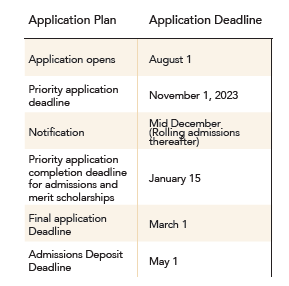 Application Plan Application Deadline
Application opens August 1
Priority application
deadline
November 1, 2023
Notification
Mid December
(Rolling admissions
thereafter)
Priority application
completion deadline
for admissions and
merit scholarships
January 15
Final application
Deadline
March 1
Admissions Deposit
Deadline
May 1